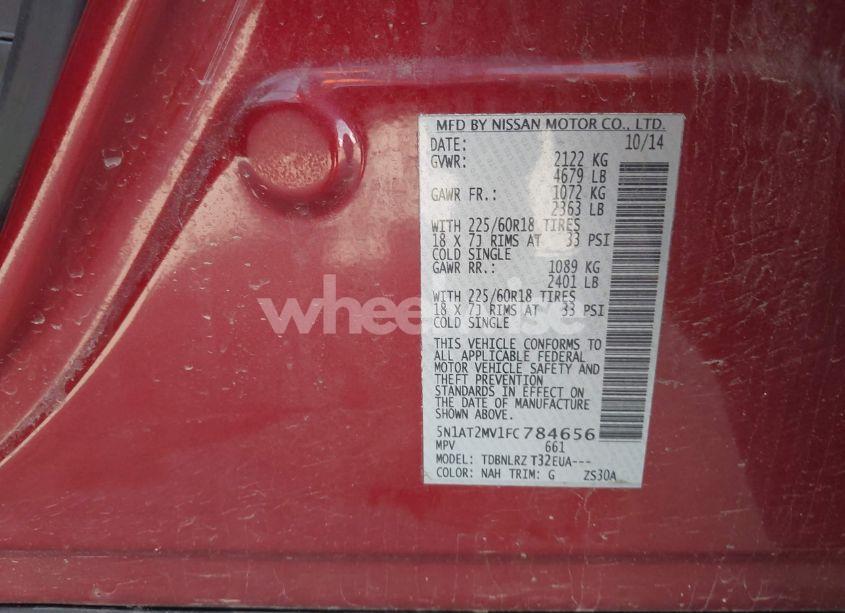 MFD BY NISSAN MOTOR CO., LTD.
DATE: 10/14
GVWR: 2122 KG
4679 LB
GAWR FR.: 1072 KG
2363 LB
WITH 225/60R18 TIRES
18 X 7J RIMS AT 33 PSI
COLD SINGLE
GAWR RR.: 1089 KG
2401 LB
WITH 225/60R18 TIRES
18 X 7J RIMS AT 33 PSI
COLD SINGLE
THIS VEHICLE CONFORMS TO
ALL APPLICABLE FEDERAL
MOTOR VEHICLE SAFETY AND
THEFT PREVENTION
STANDARDS IN EFFECT ON
THE DATE OF MANUFACTURE
SHOWN ABOVE.
5N1AT2MV1FC784656
MPV 661
MODEL: TDBNLRZ T32EUA---
COLOR: NAH TRIM: G ZS30A